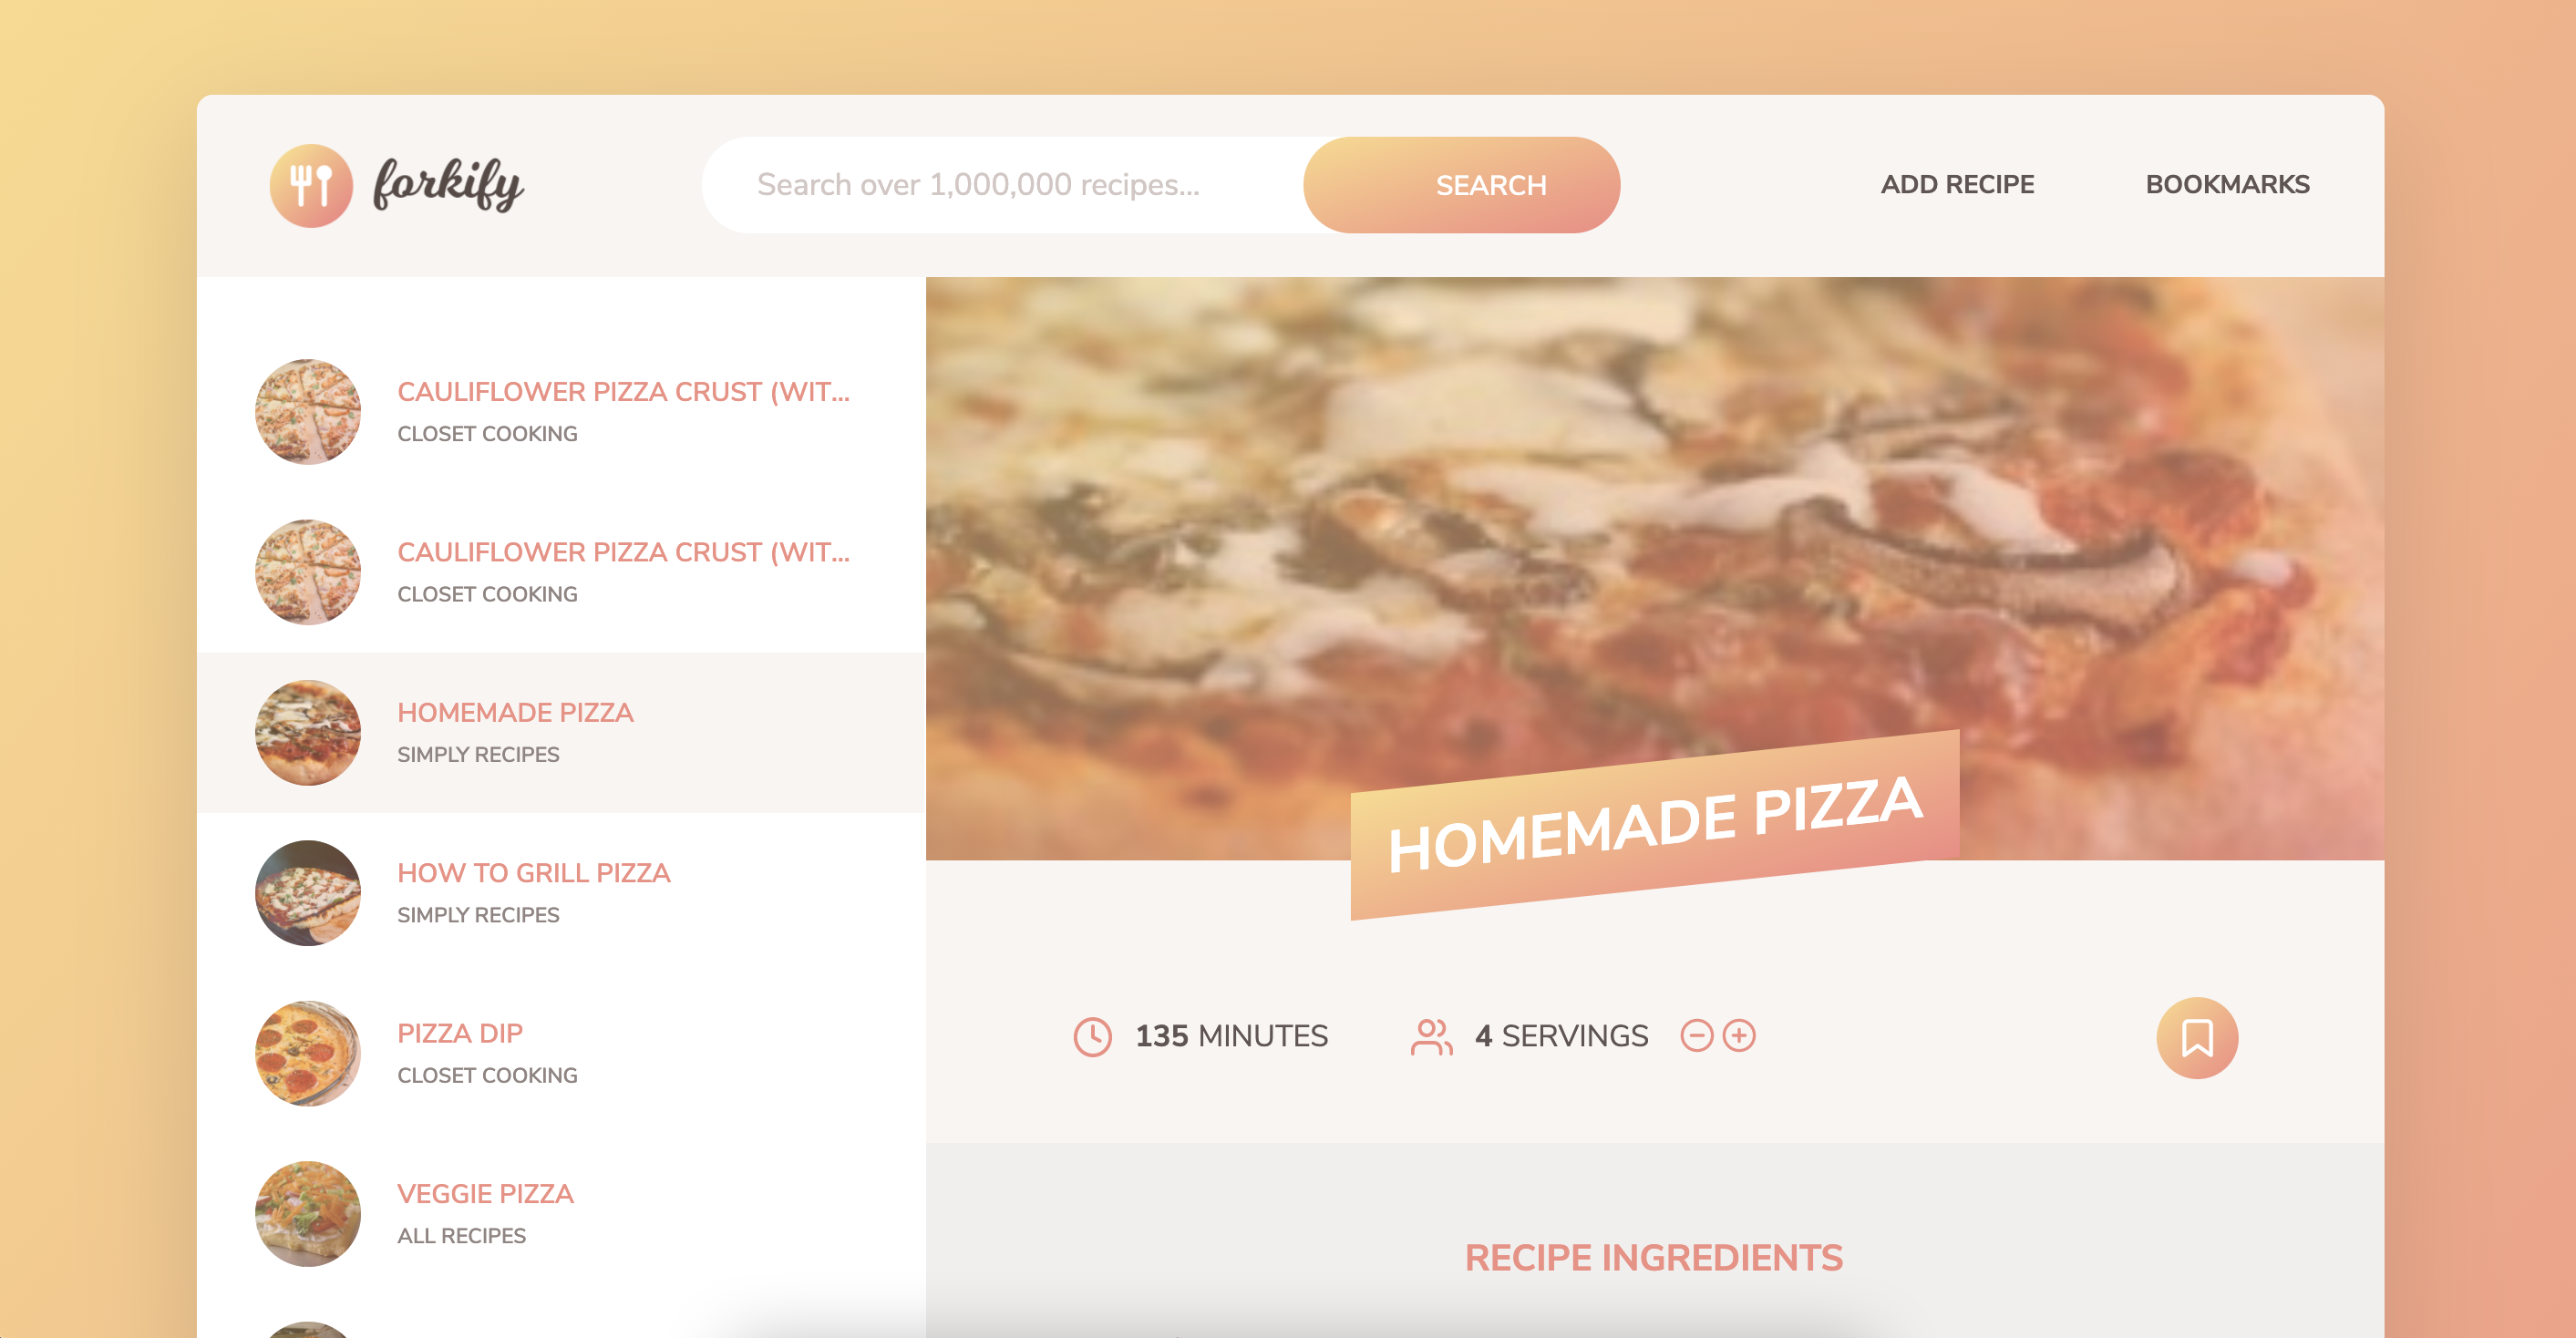 forkify
Search over 1,000,000 recipes...
SEARCH
ADD RECIPE
BOOKMARKS
CAULIFLOWER PIZZA CRUST (WIT...
CLOSET COOKING
CAULIFLOWER PIZZA CRUST (WIT...
CLOSET COOKING
HOMEMADE PIZZA
SIMPLY RECIPES
HOW TO GRILL PIZZA
SIMPLY RECIPES
PIZZA DIP
CLOSET COOKING
VEGGIE PIZZA
ALL RECIPES
HOMEMADE PIZZA
135 MINUTES
4 SERVINGS
RECIPE INGREDIENTS